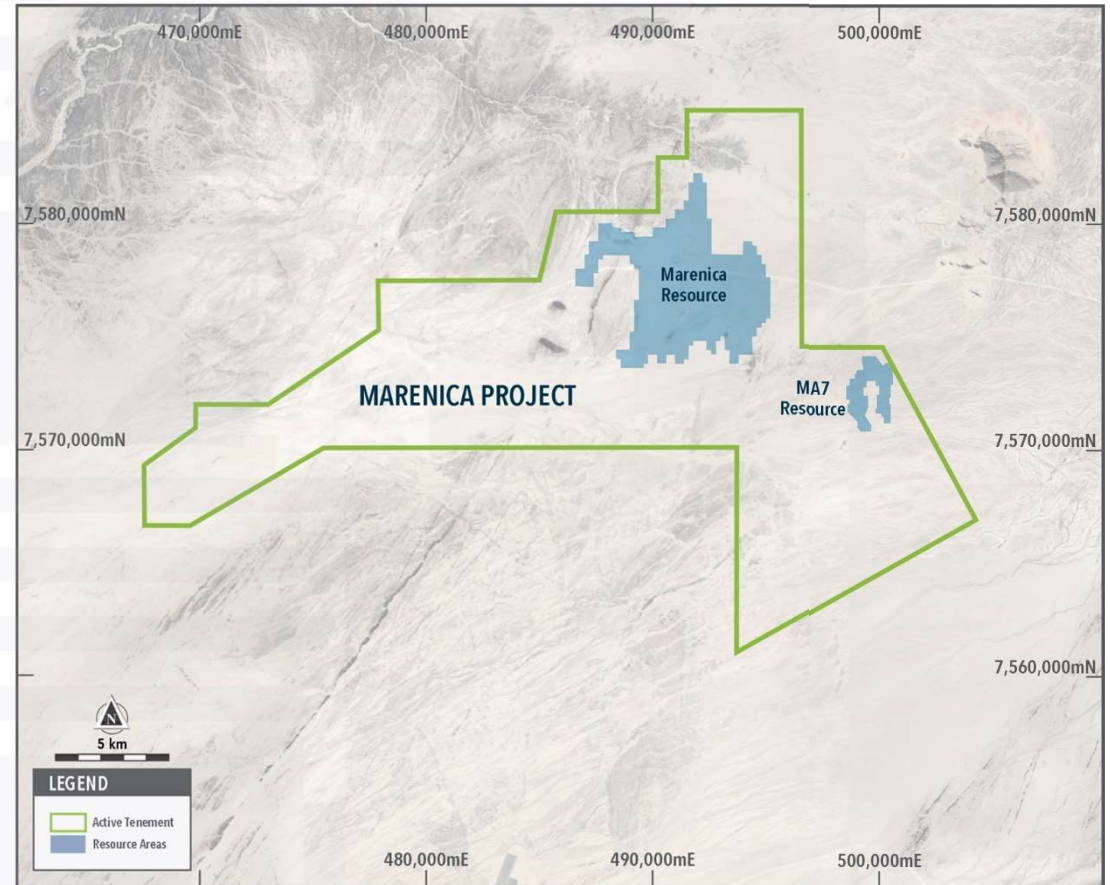 470,000mE
480,000mE
490,000mE
500,000mE
7,580,000mN
7,580,000mN
Marenica
Resource
MARENICA PROJECT
MA7
Resource
7,570,000mN
7,570,000mN
7,560,000mN
N
5 km
LEGEND
Active Tenement
Resource Areas
480,000mE
490,000mE
500,000mE